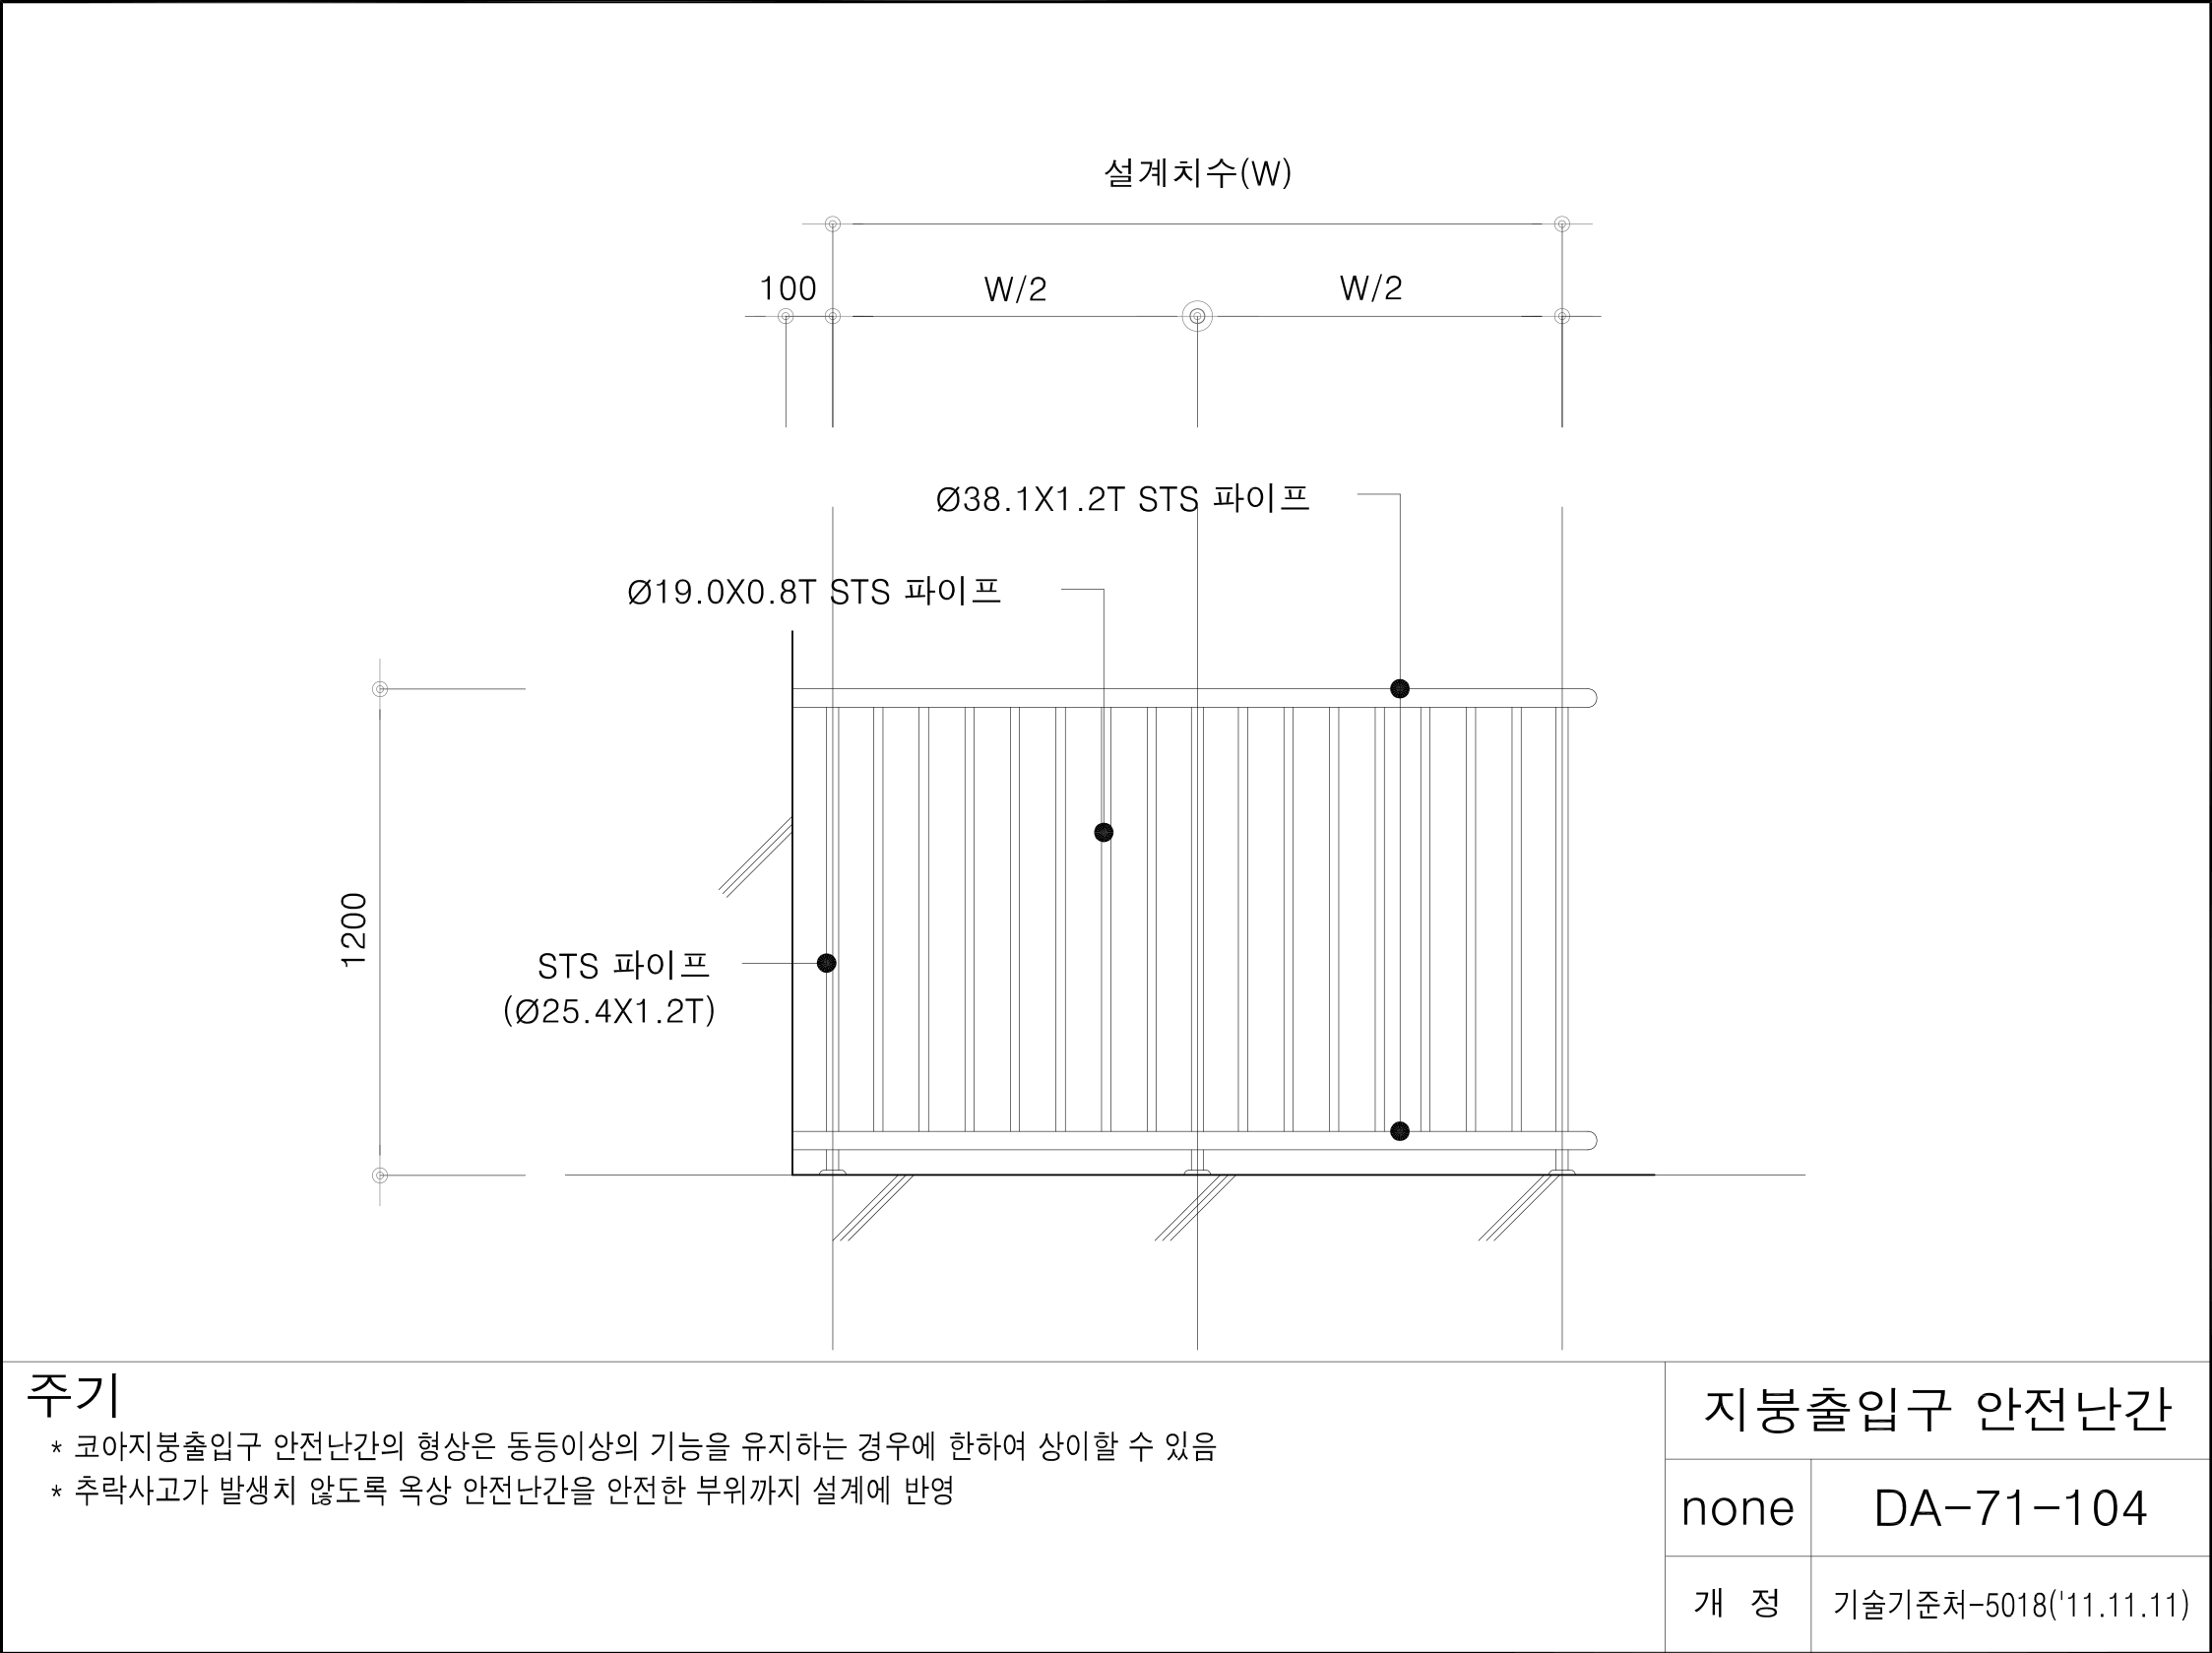 설계치수(W)
100
W/2
W/2
Ø38.1X1.2T STS 파이프
Ø19.0X0.8T STS 파이프
1200
STS 파이프
(Ø25.4X1.2T)
주기
* 코아지붕출입구 안전난간의 형상은 동등이상의 기능을 유지하는 경우에 한하여 상이할 수 있음
* 추락사고가 발생치 않도록 옥상 안전난간을 안전한 부위까지 설계에 반영
지붕출입구 안전난간
none
DA-71-104
개 정
기술기준처-5018('11.11.11)